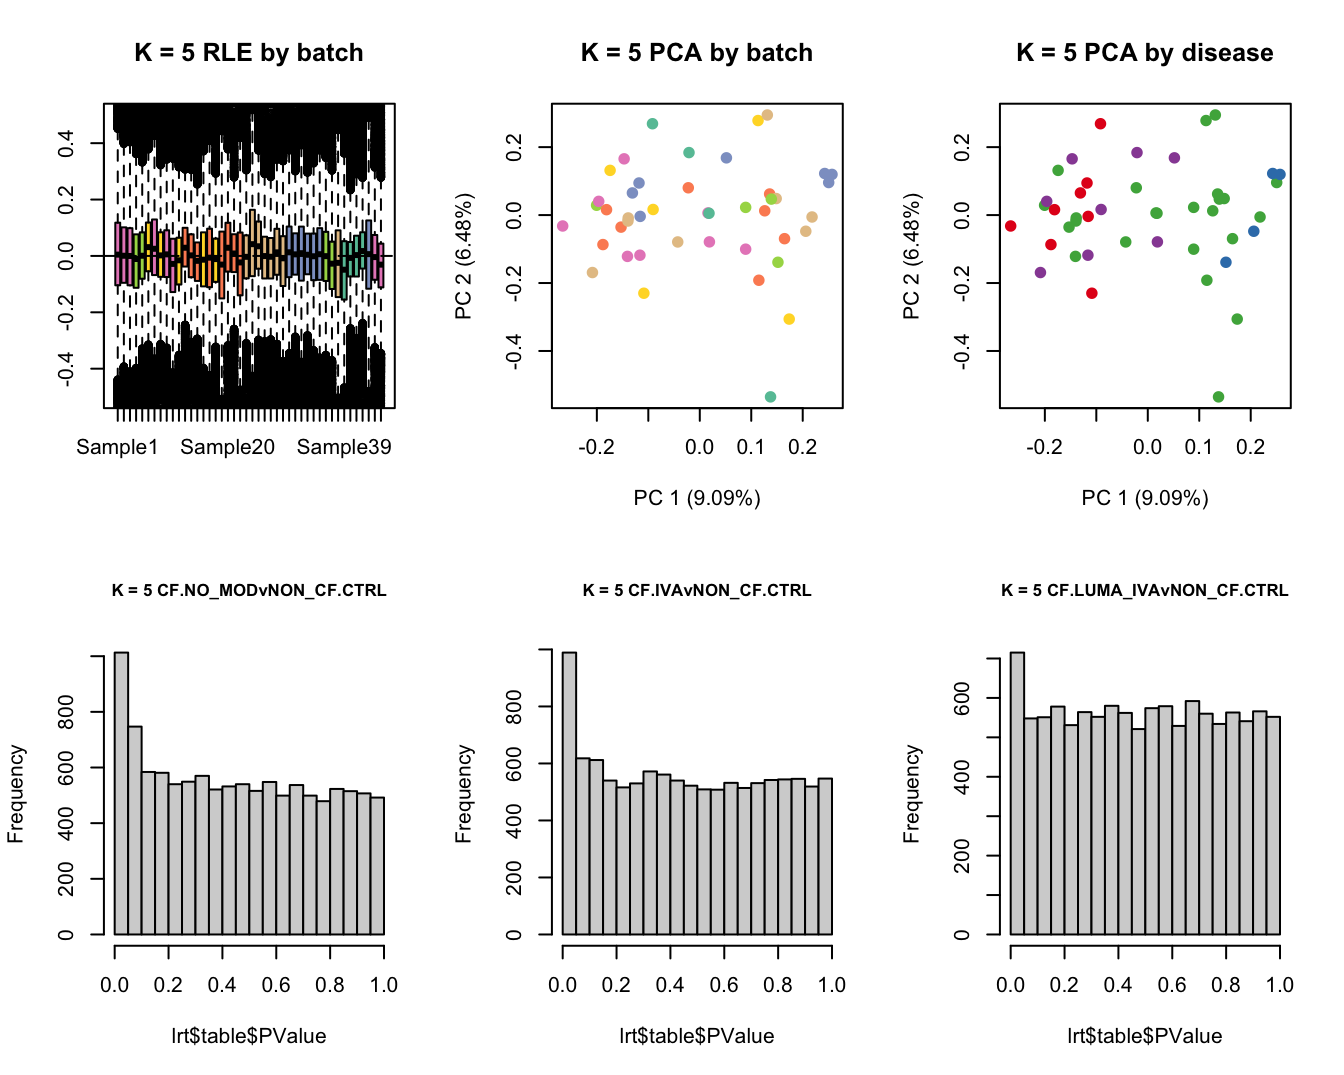 K = 5 RLE by batch
0.4
0.2
0.0
-0.2
-0.4
Sample1 Sample20 Sample39
K = 5 PCA by batch
PC 2 (6.48%)
0.2
0.0
-0.2
-0.4
-0.2 0.0 0.1 0.2
PC 1 (9.09%)
K = 5 PCA by disease
PC 2 (6.48%)
0.2
0.0
-0.2
-0.4
-0.2 0.0 0.1 0.2
PC 1 (9.09%)
K = 5 CF.NO_MODvNON_CF.CTRL
Frequency
800
600
400
200
0
0.0 0.2 0.4 0.6 0.8 1.0
lrt$table$PValue
K = 5 CF.IVAvNON_CF.CTRL
Frequency
800
600
400
200
0
0.0 0.2 0.4 0.6 0.8 1.0
lrt$table$PValue
K = 5 CF.LUMA_IVAvNON_CF.CTRL
Frequency
600
400
200
0
0.0 0.2 0.4 0.6 0.8 1.0
lrt$table$PValue